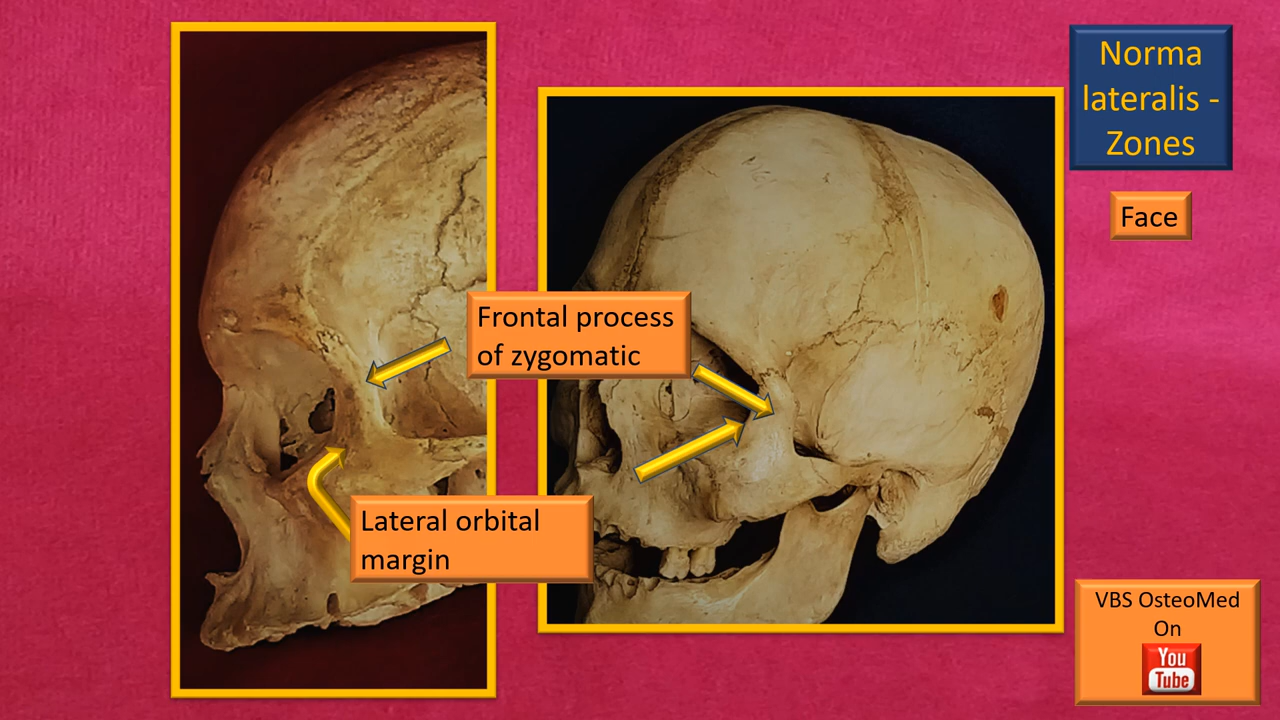 Norma
lateralis -
Zones
Face
Frontal process
of zygomatic
Lateral orbital
margin
VBS OsteoMed
On
You
Tube